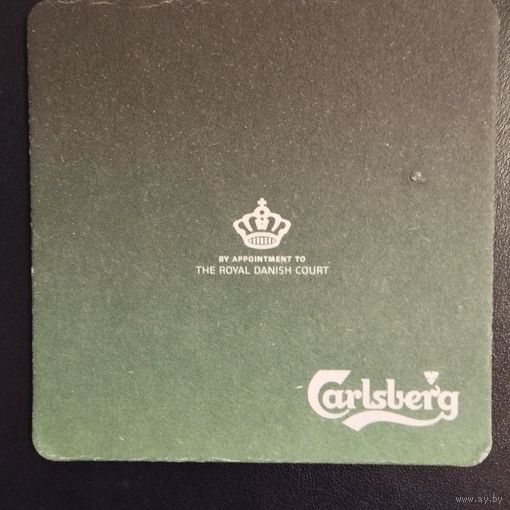 BY APPOINTMENT TO
THE ROYAL DANISH COURT
Carlsberg
www.ay.by